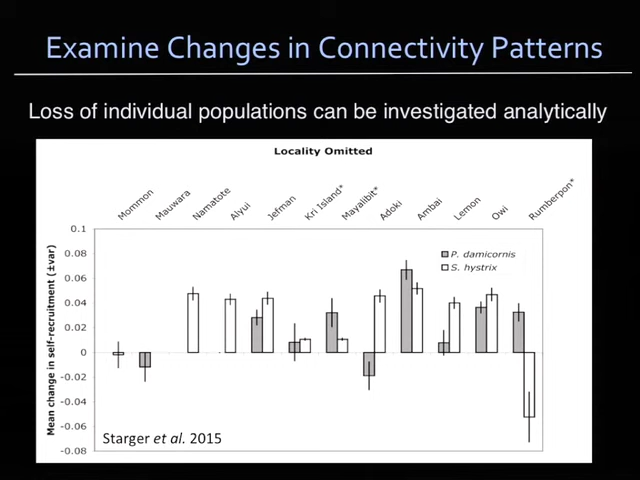 Examine Changes in Connectivity Patterns
Loss of individual populations can be investigated analytically
Locality Omitted
Mommon
Mauwara
Namatote
Alyui
Jefman
Kri Island*
Mayalibit*
Adoki
Ambai
Lemon
Owi
Rumberpon*
Mean change in self-recruitment (±var)
0.1
0.08
0.06
0.04
0.02
0
-0.02
-0.04
-0.06
-0.08
P. damicornis
S. hystrix
Starger et al. 2015